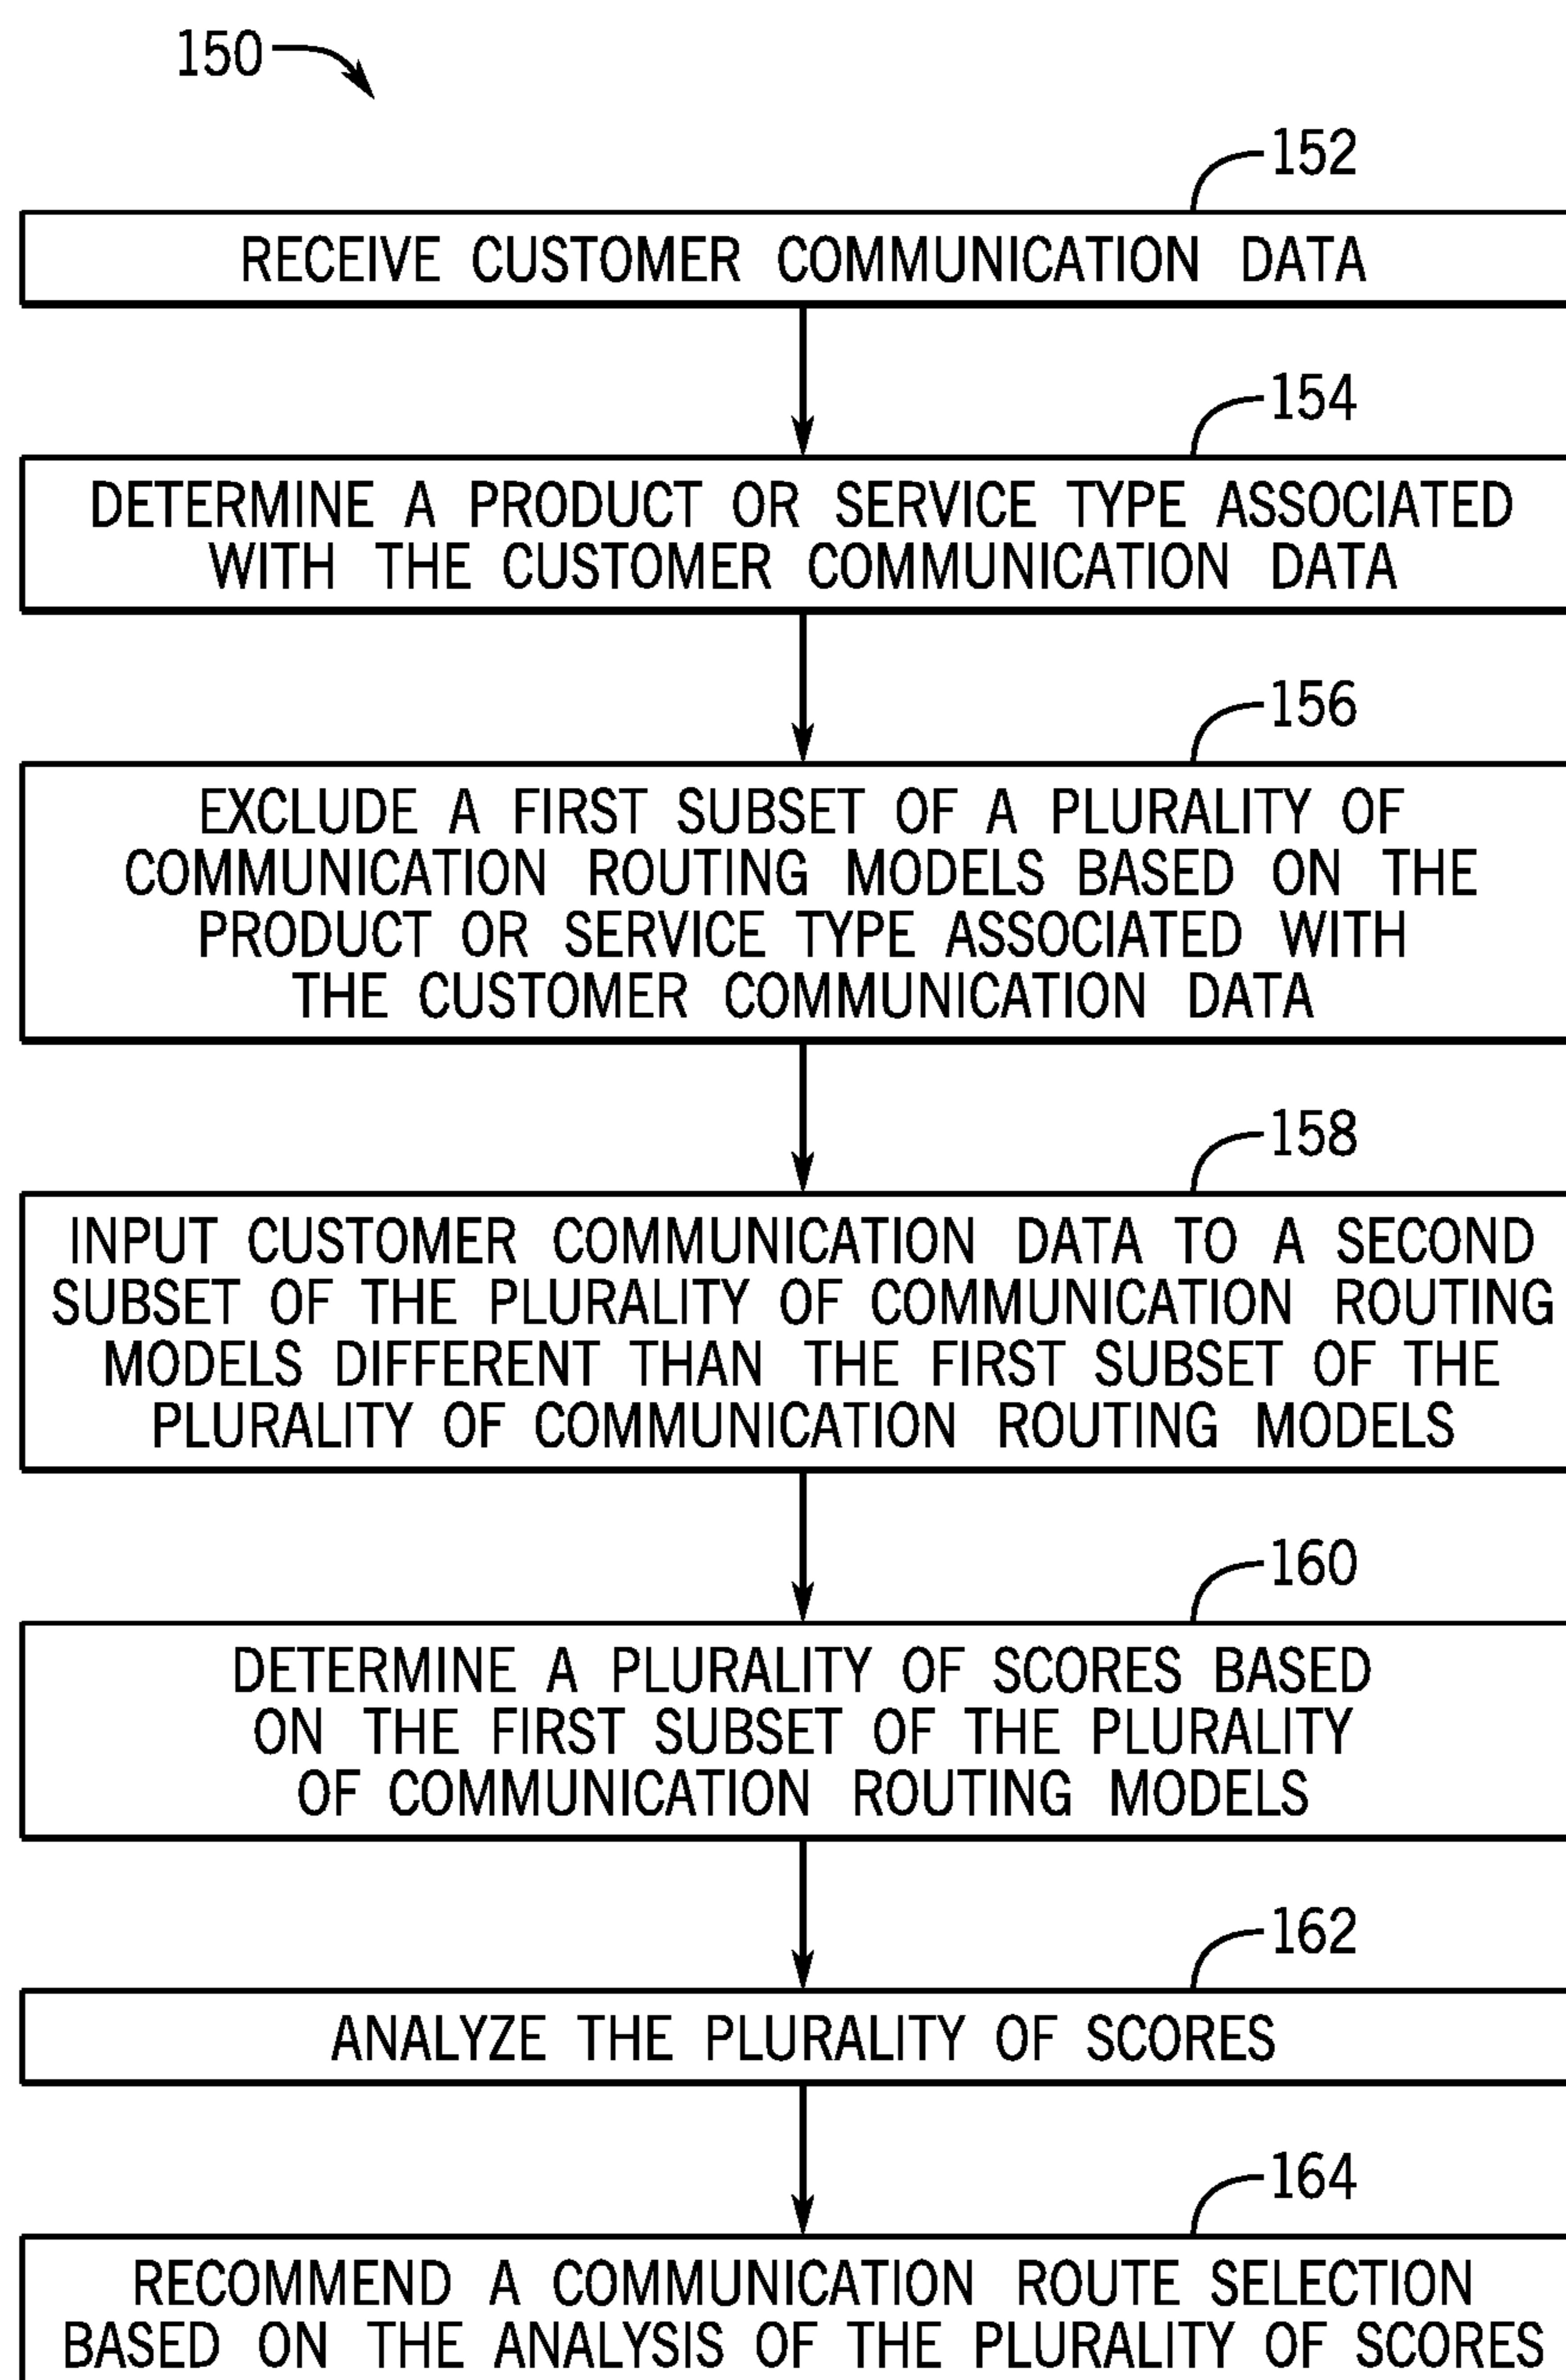 150
152
RECEIVE CUSTOMER COMMUNICATION DATA
154
DETERMINE A PRODUCT OR SERVICE TYPE ASSOCIATED
WITH THE CUSTOMER COMMUNICATION DATA
156
EXCLUDE A FIRST SUBSET OF A PLURALITY OF
COMMUNICATION ROUTING MODELS BASED ON THE
PRODUCT OR SERVICE TYPE ASSOCIATED WITH
THE CUSTOMER COMMUNICATION DATA
158
INPUT CUSTOMER COMMUNICATION DATA TO A SECOND
SUBSET OF THE PLURALITY OF COMMUNICATION ROUTING
MODELS DIFFERENT THAN THE FIRST SUBSET OF THE
PLURALITY OF COMMUNICATION ROUTING MODELS
160
DETERMINE A PLURALITY OF SCORES BASED
ON THE FIRST SUBSET OF THE PLURALITY
OF COMMUNICATION ROUTING MODELS
162
ANALYZE THE PLURALITY OF SCORES
164
RECOMMEND A COMMUNICATION ROUTE SELECTION
BASED ON THE ANALYSIS OF THE PLURALITY OF SCORES